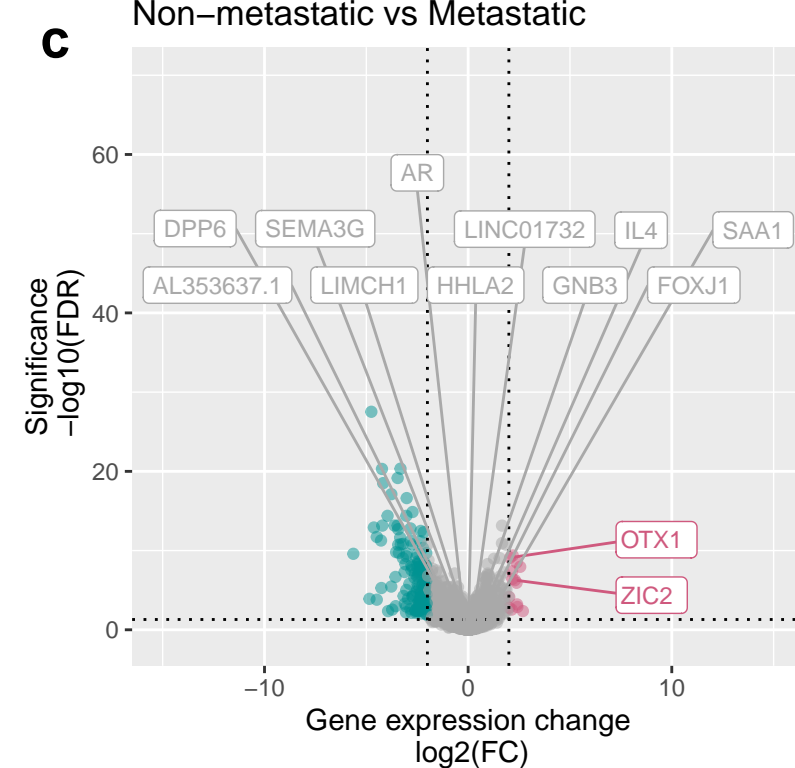 c
Non−metastatic vs Metastatic
60
40
20
0
Significance
−log10(FDR)
AR
DPP6
SEMA3G
LINC01732
IL4
SAA1
AL353637.1
LIMCH1
HHLA2
GNB3
FOXJ1
OTX1
ZIC2
−10
0
10
Gene expression change
log2(FC)